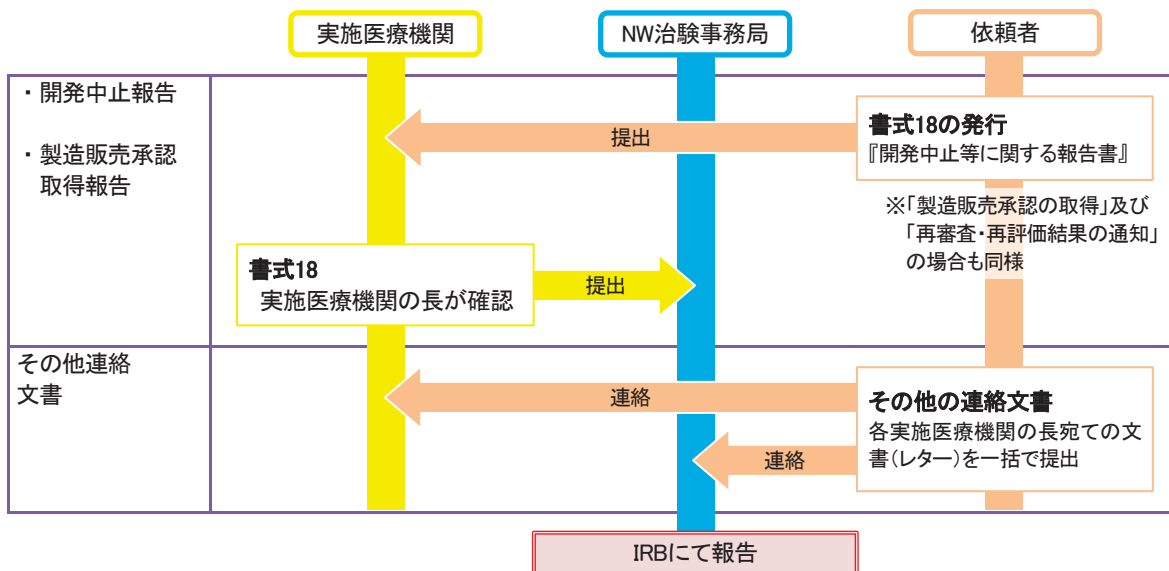 実施医療機関
NW治験事務局
依頼者
・開発中止報告
・製造販売承認
取得報告
提出
書式18の発行
『開発中止等に関する報告書』
※「製造販売承認の取得」及び
「再審査・再評価結果の通知」
の場合も同様
書式18
実施医療機関の長が確認
提出
その他連絡
文書
連絡
その他の連絡文書
各実施医療機関の長宛ての文
書(レター)を一括で提出
連絡
IRBにて報告